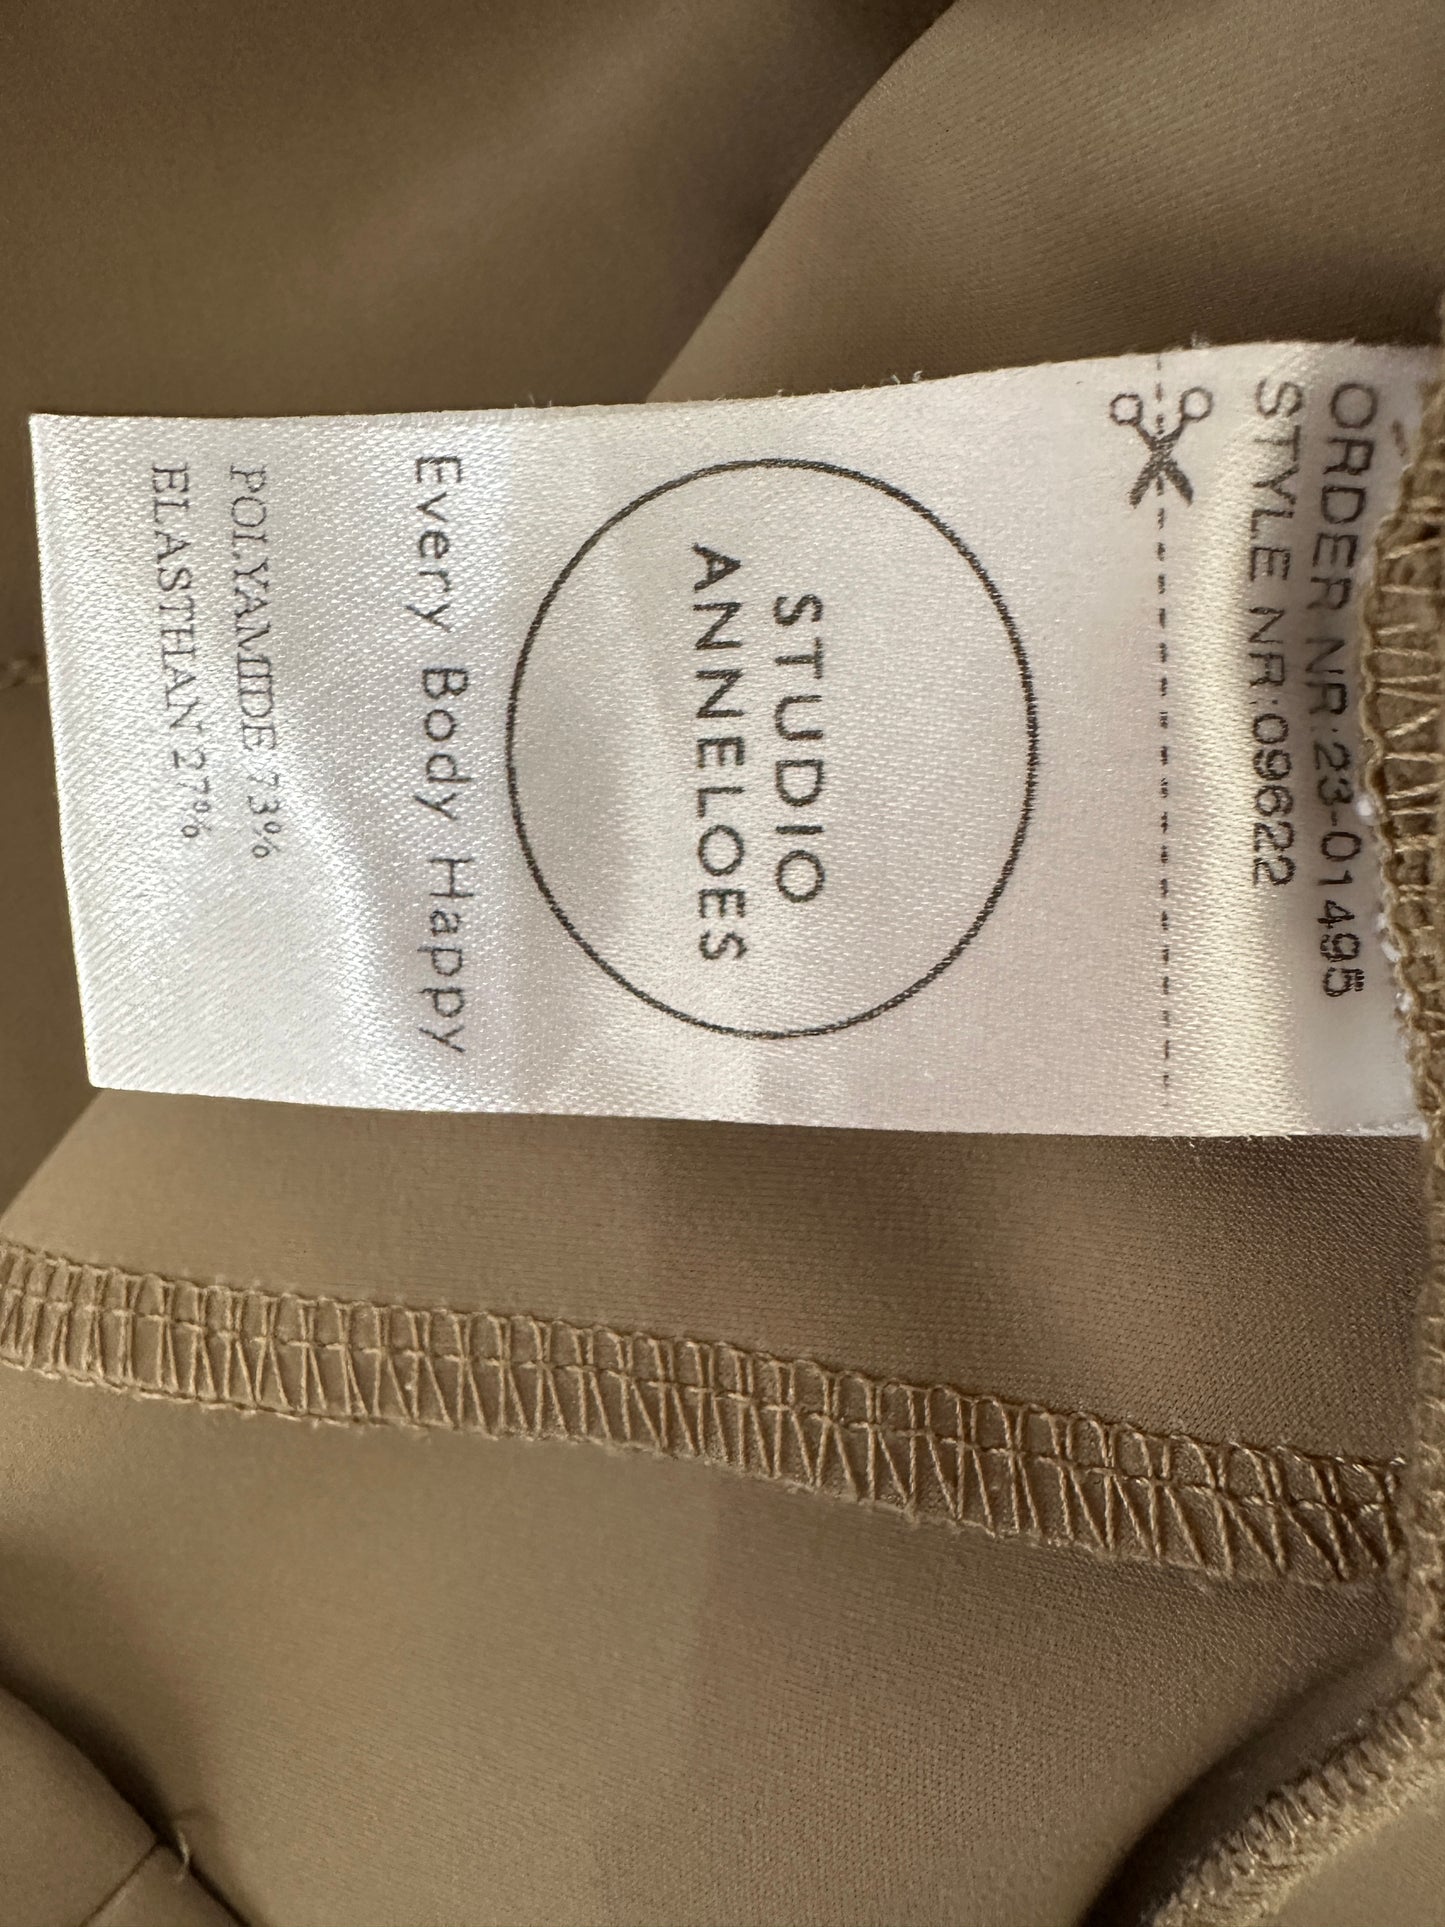 ORDER NR:23-01495
STYLE NR:09622
STUDIO
ANNELOES
Every Body Happy
POLYAMIDE 73%
ELASTHAN 27%